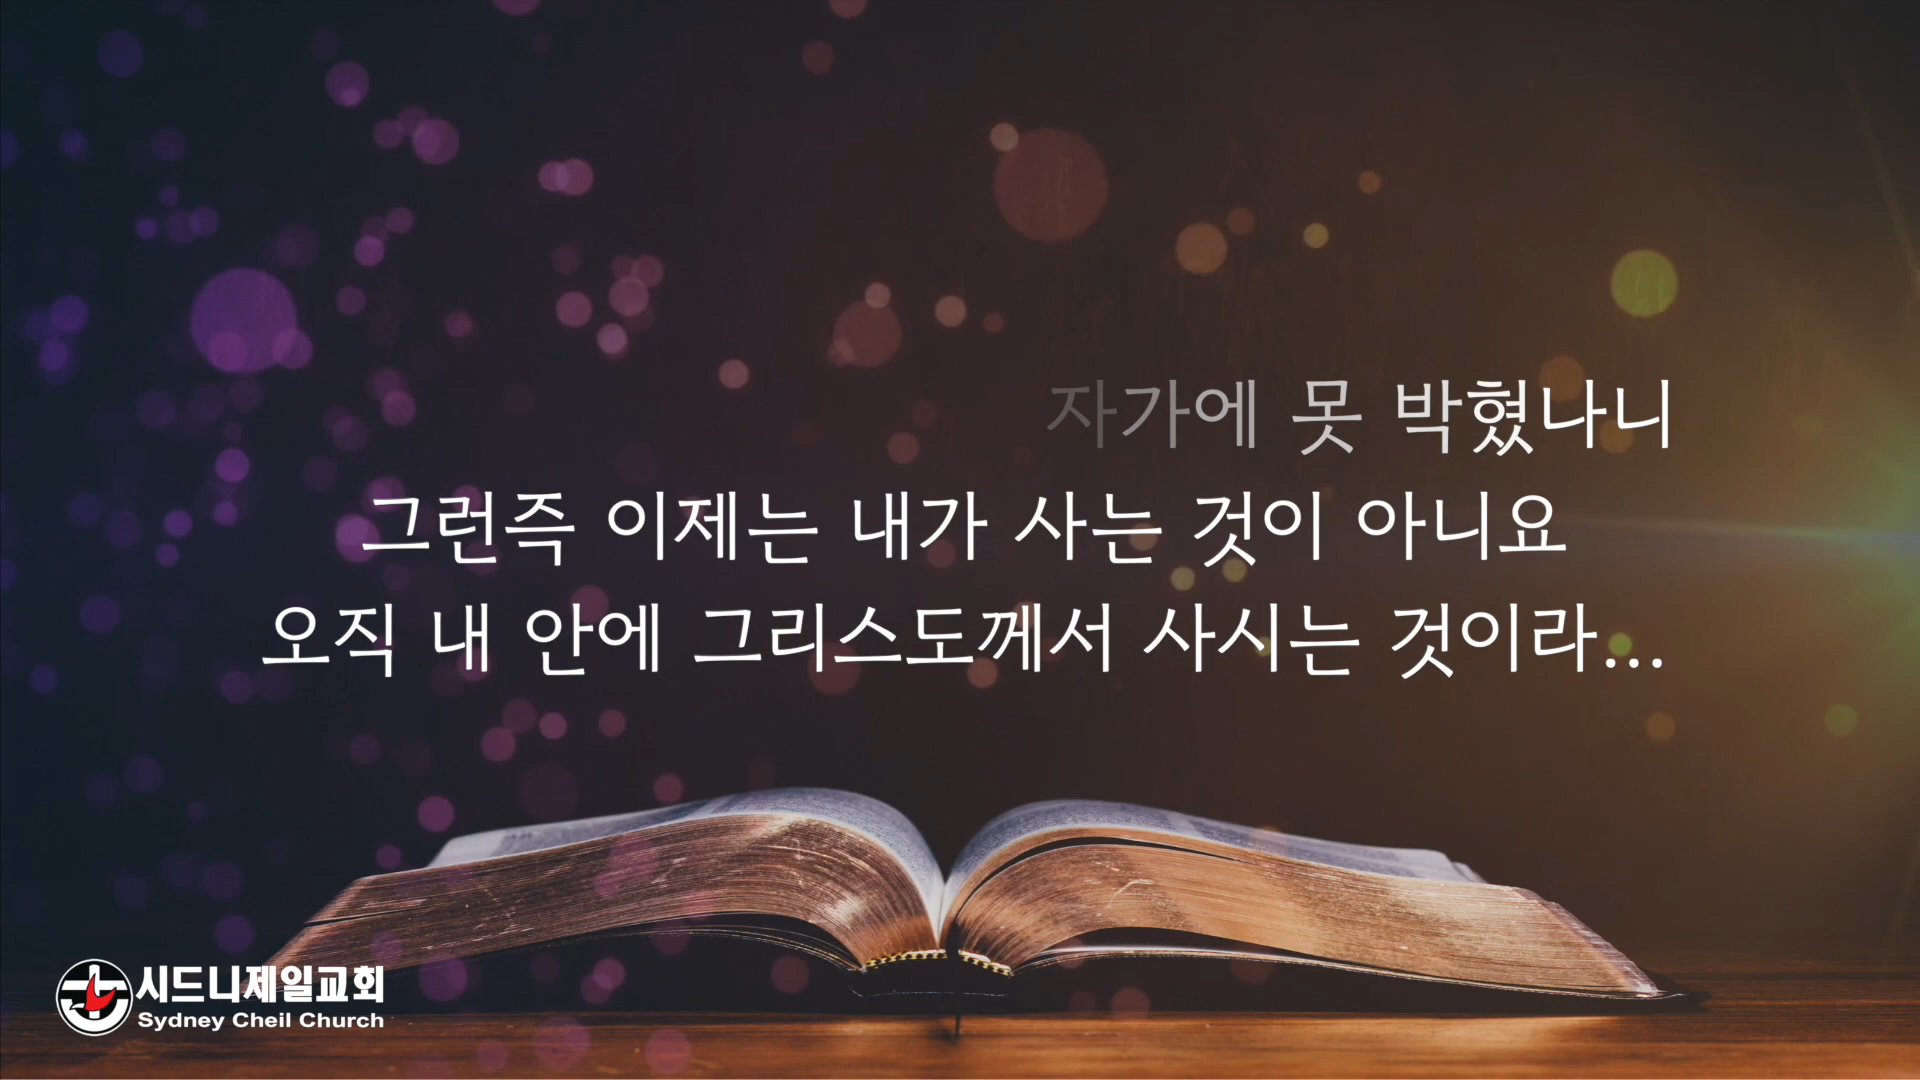 자가에 못 박혔나니
그런즉 이제는 내가 사는 것이 아니요
오직 내 안에 그리스도께서 사시는 것이라...
시드니제일교회
Sydney Cheil Church